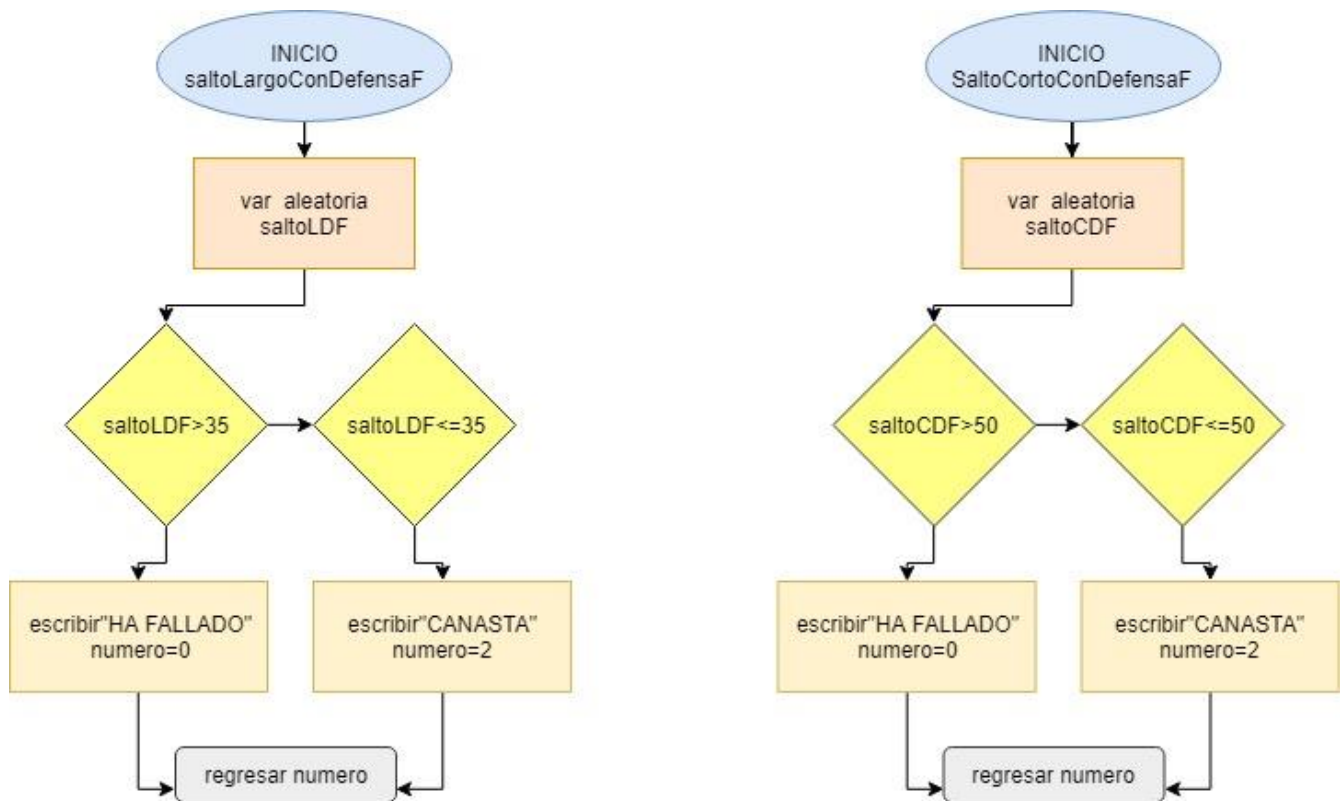 INICIO
saltoLargoConDefensaF
var aleatoria
saltoLDF
saltoLDF>35
saltoLDF<=35
escribir"HA FALLADO"
numero=0
escribir"CANASTA"
numero=2
regresar numero
INICIO
SaltoCortoConDefensaF
var aleatoria
saltoCDF
saltoCDF>50
saltoCDF<=50
escribir"HA FALLADO"
numero=0
escribir"CANASTA"
numero=2
regresar numero